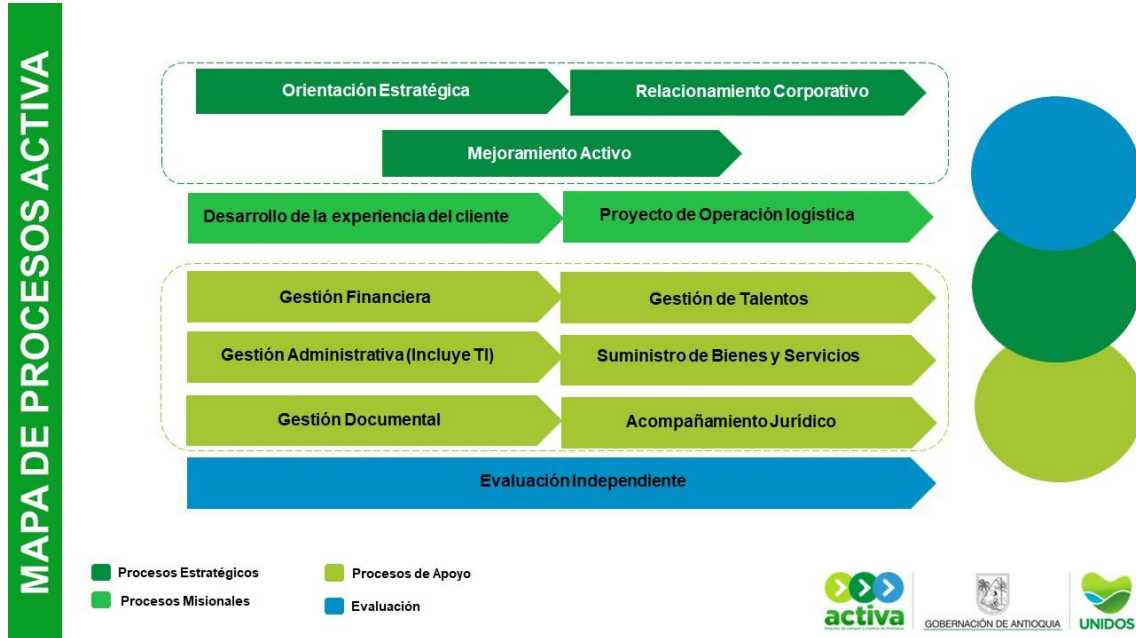 MAPA DE PROCESOS ACTIVA
Orientación Estratégica
Relacionamiento Corporativo
Mejoramiento Activo
Desarrollo de la experiencia del cliente
Proyecto de Operación logística
Gestión Financiera
Gestión de Talentos
Gestión Administrativa (Incluye TI)
Suministro de Bienes y Servicios
Gestión Documental
Acompañamiento Jurídico
Evaluación Independiente
Procesos Estratégicos
Procesos de Apoyo
Procesos Misionales
Evaluación
activa
GOBERNACIÓN DE ANTIOQUIA
UNIDOS